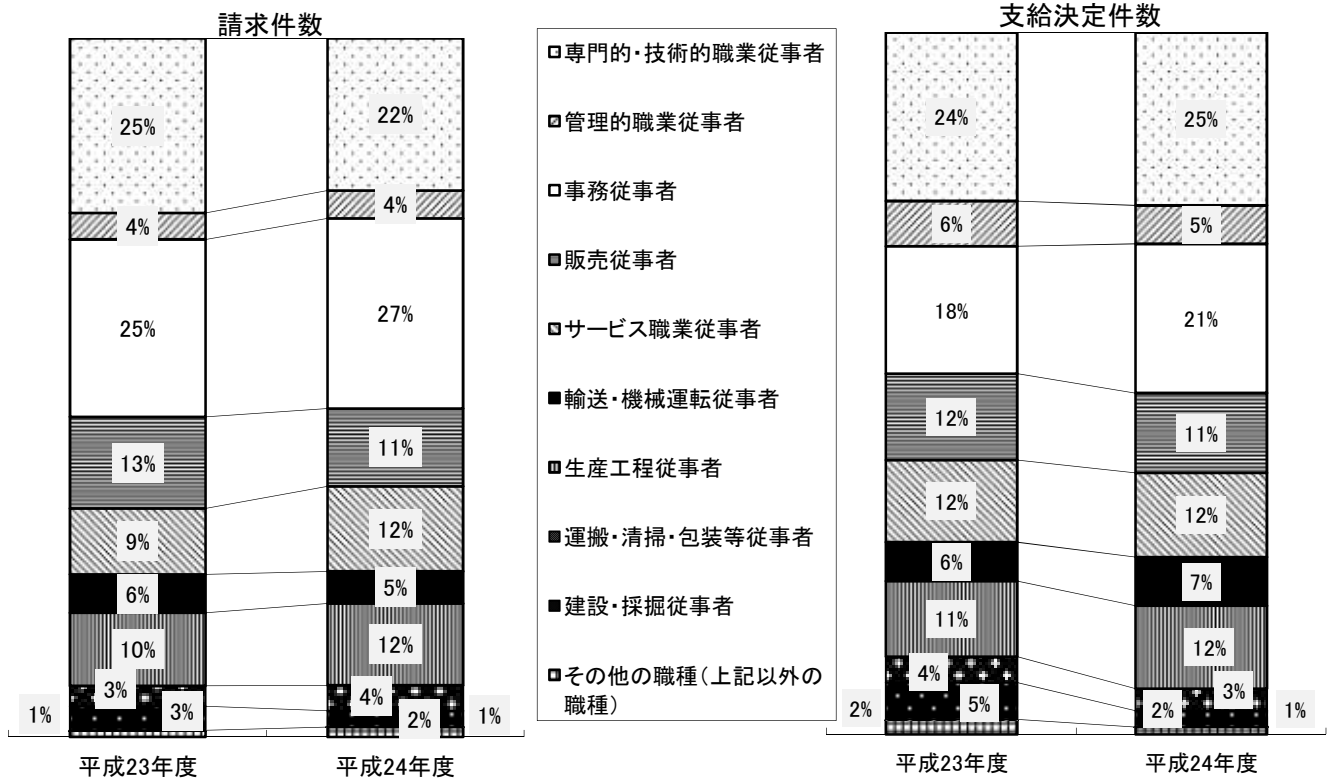 請求件数
25%
4%
25%
13%
9%
6%
10%
3%
3%
1%
平成23年度
22%
4%
27%
11%
12%
5%
12%
4%
2%
1%
平成24年度
□専門的・技術的職業従事者
管理的職業従事者
□事務従事者
販売従事者
サービス職業従事者
■輸送・機械運転従事者
生産工程従事者
運搬・清掃・包装等従事者
建設・採掘従事者
その他の職種(上記以外の
職種)
支給決定件数
24%
6%
18%
12%
12%
6%
11%
4%
5%
2%
平成23年度
25%
5%
21%
11%
12%
7%
12%
3%
2%
1%
平成24年度